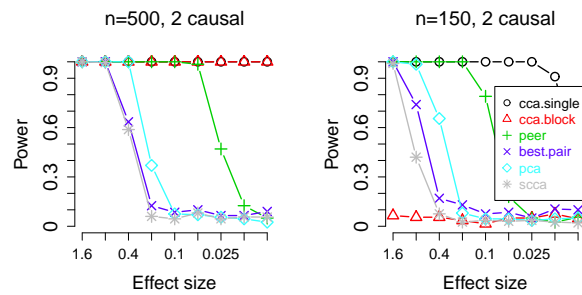 n=500, 2 causal
Power
0.9
0.6
0.3
0
1.6
0.4
0.1
0.025
Effect size
n=150, 2 causal
Power
0.9
0.6
0.3
0
cca.single
cca.block
peer
best.pair
pca
scca
1.6
0.4
0.1
0.025
Effect size